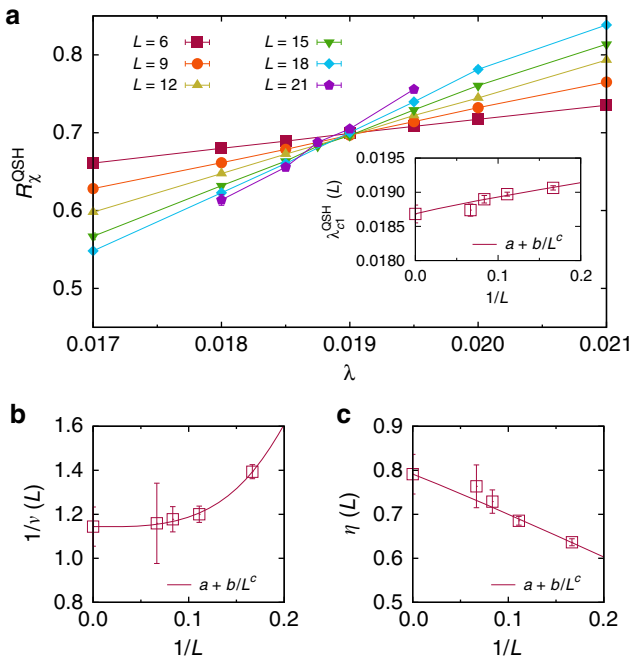 a
0.8
0.7
0.6
0.5
R_χ^QSH
L = 6
L = 9
L = 12
L = 15
L = 18
L = 21
0.0195
0.0190
0.0185
0.0180
λ_c1^QSH (L)
a + b/L^c
0.0
0.1
0.2
1/L
0.017
0.018
0.019
0.020
0.021
λ
b
1.6
1.4
1.2
1.0
0.8
1/ν (L)
a + b/L^c
0.0
0.1
0.2
1/L
c
0.9
0.8
0.7
0.6
0.5
η (L)
a + b/L^c
0.0
0.1
0.2
1/L